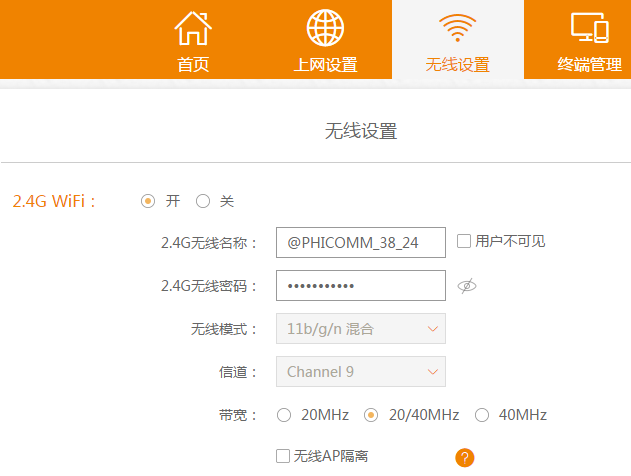 首页 上网设置 无线设置 终端管理
无线设置
2.4G WiFi： 开 关
2.4G无线名称： @PHICOMM_38_24 用户不可见
2.4G无线密码： •••••••••••
无线模式： 11b/g/n 混合
信道： Channel 9
带宽： 20MHz 20/40MHz 40MHz
无线AP隔离 ?